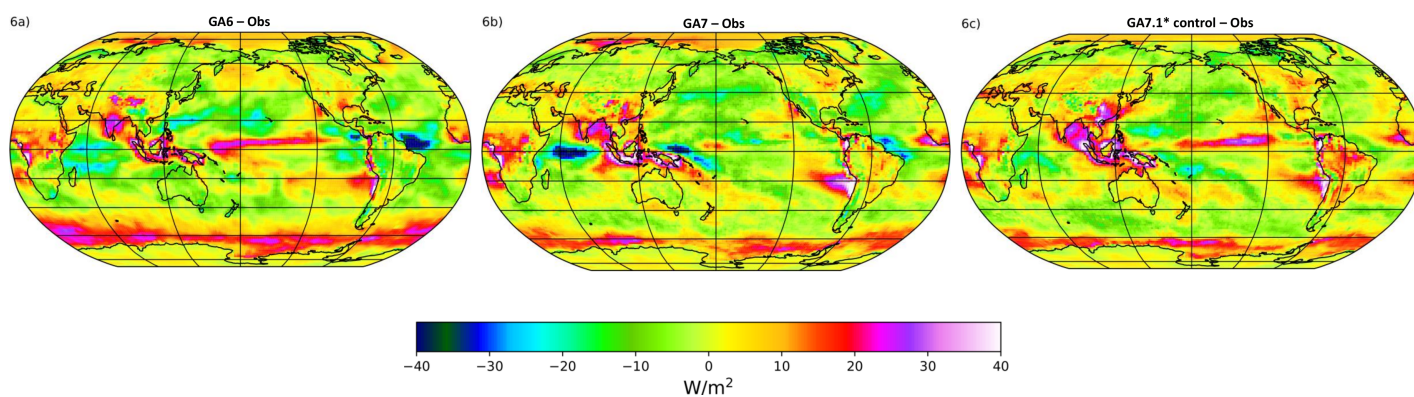 6a)
GA6 – Obs
6b)
GA7 – Obs
6c)
GA7.1* control – Obs
−40 −30 −20 −10 0 10 20 30 40
W/m²